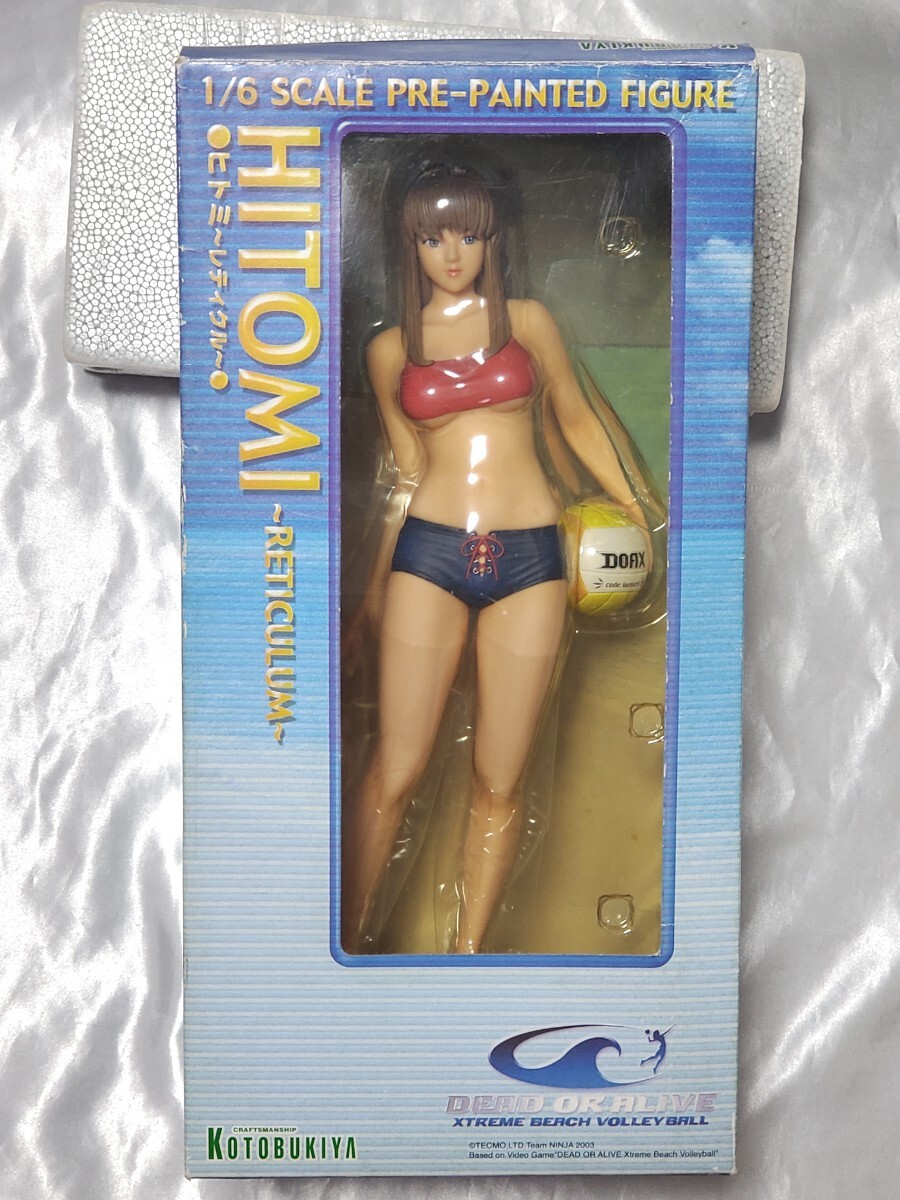 KOTOBUKIYA
1/6 SCALE PRE-PAINTED FIGURE
HITOMI ~RETICULUM~
●ヒトミ~レティクル~●
DOAX
code:
DEAD OR ALIVE
XTREME BEACH VOLLEYBALL
CRAFTSMANSHIP
KOTOBUKIYA
©TECMO,LTD.Team NINJA 2003
Based on Video Game"DEAD OR ALIVE Xtreme Beach Volleyball"